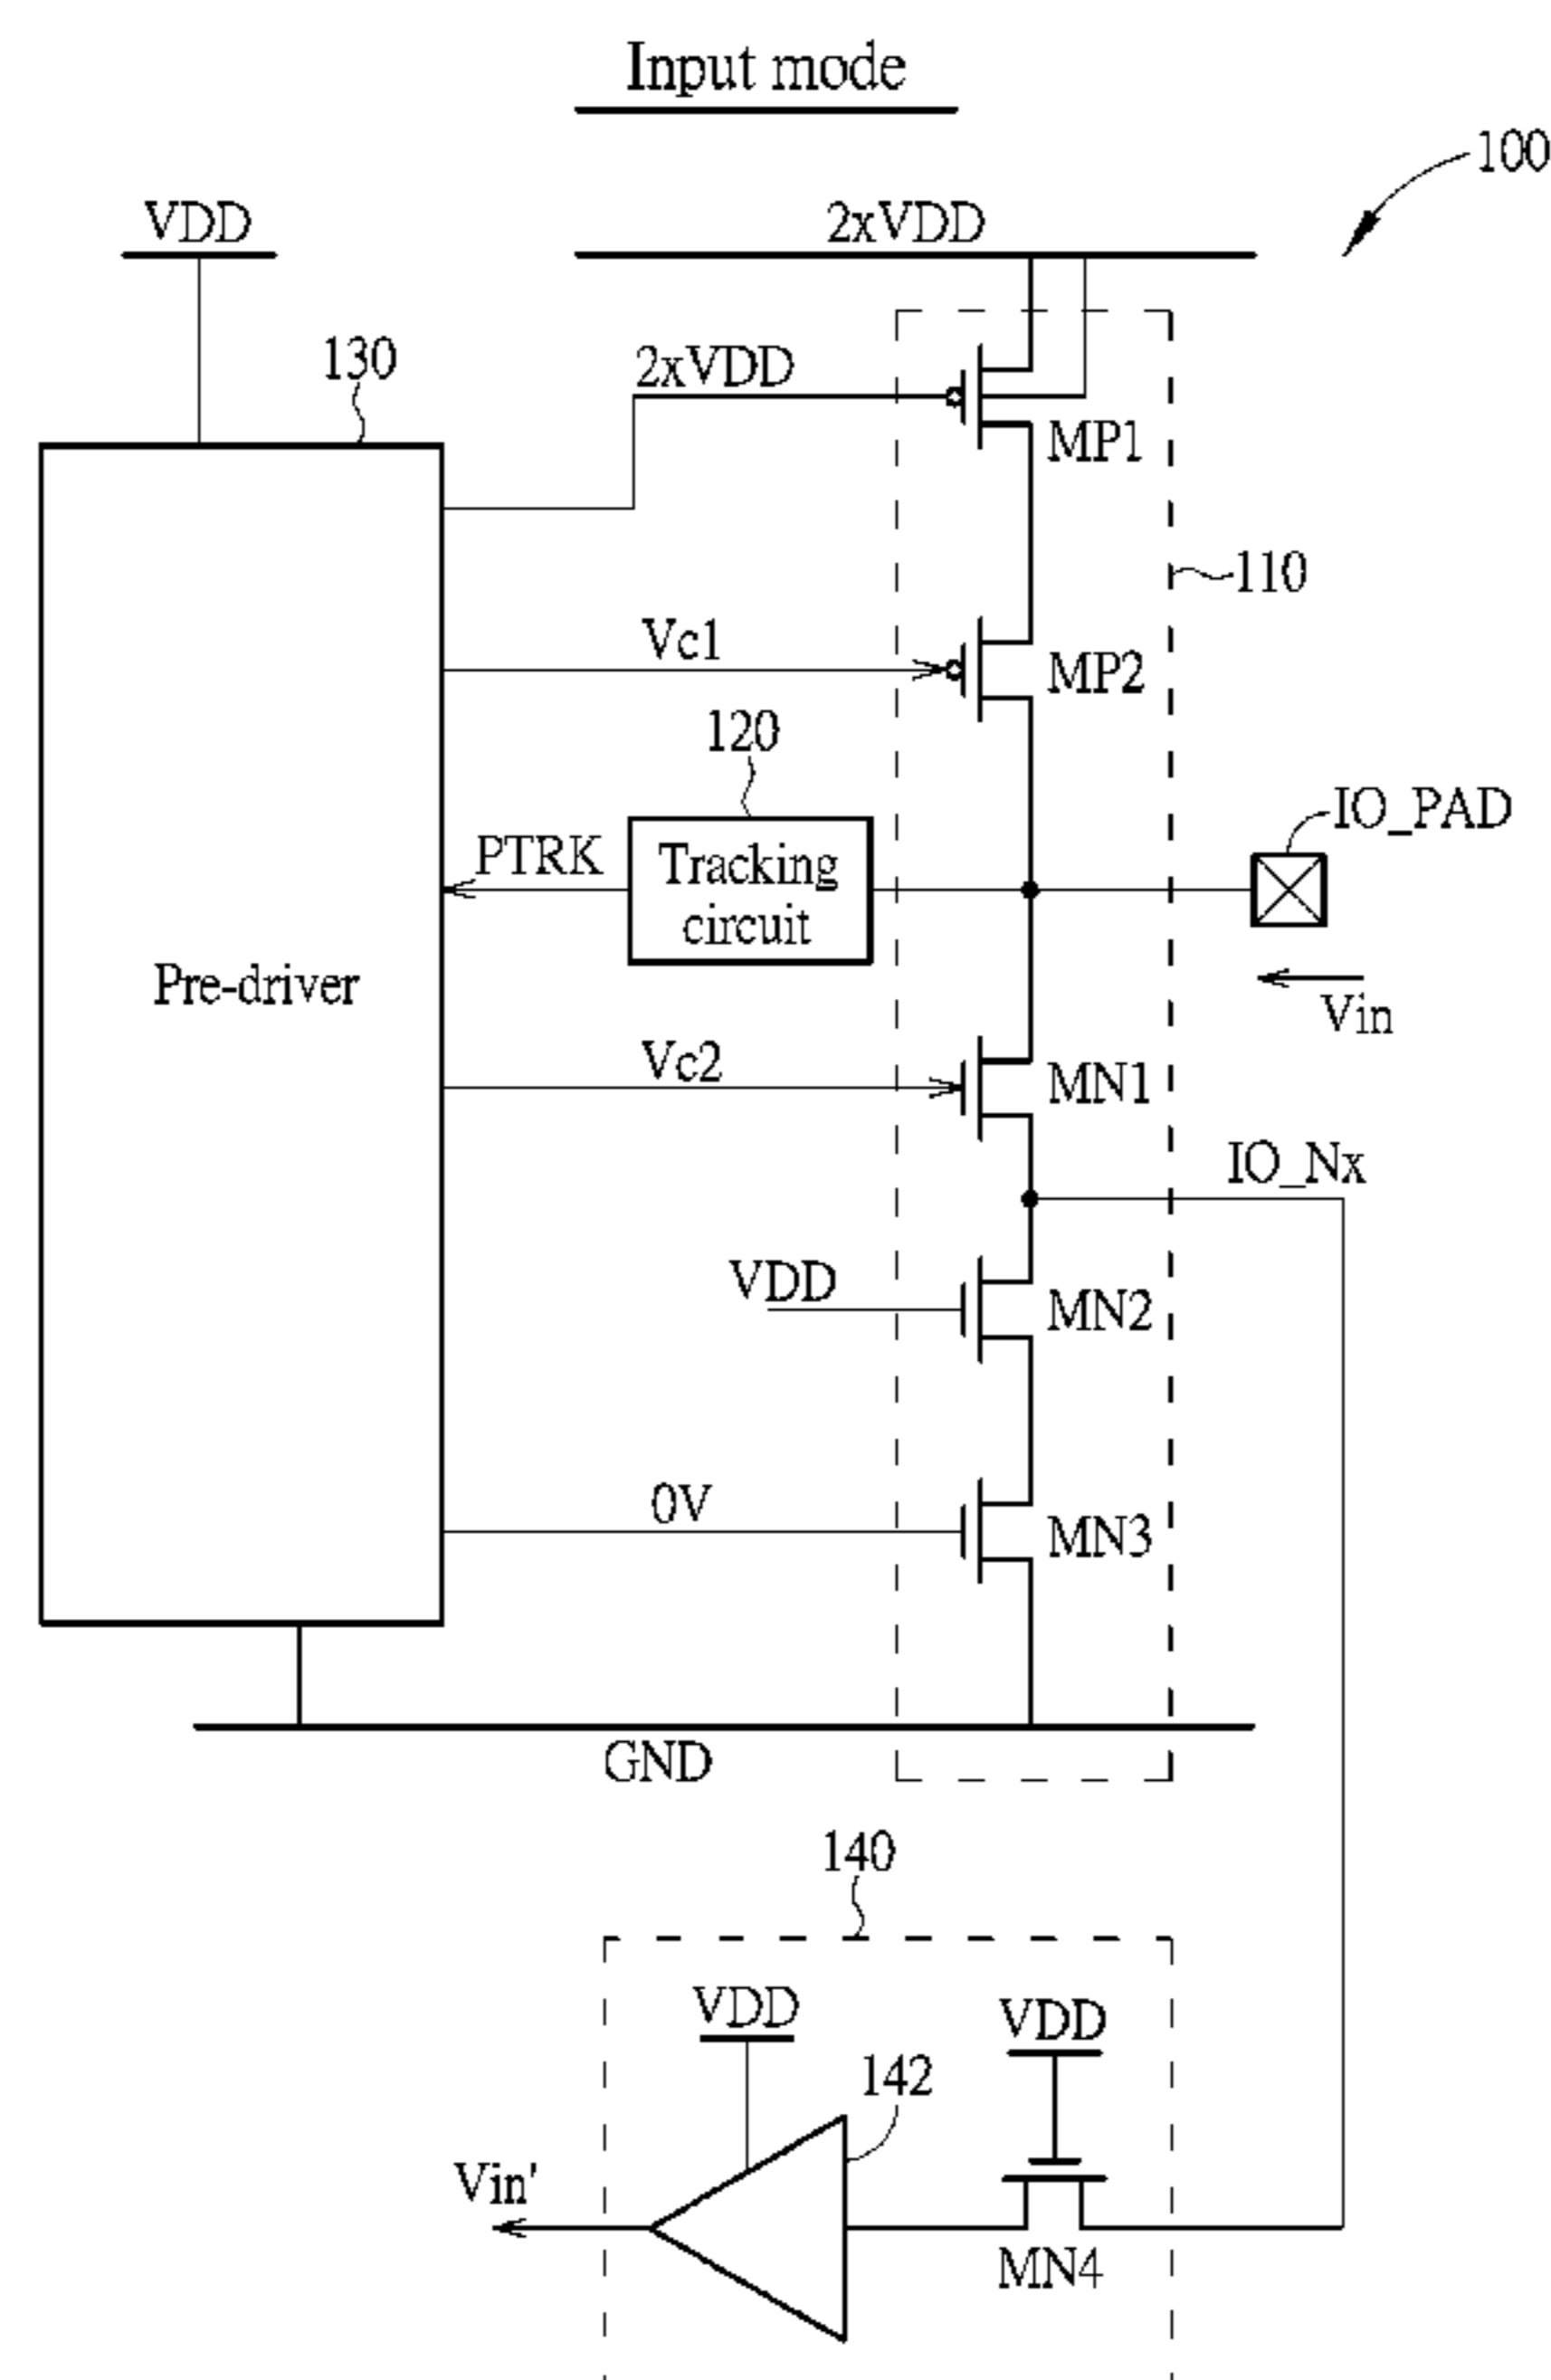 Input mode
100
VDD
2xVDD
130
2xVDD
MP1
110
Vc1
MP2
120
IO_PAD
PTRK
Tracking
circuit
Pre-driver
Vin
Vc2
MN1
IO_Nx
VDD
MN2
0V
MN3
GND
140
VDD
VDD
142
Vin'
MN4